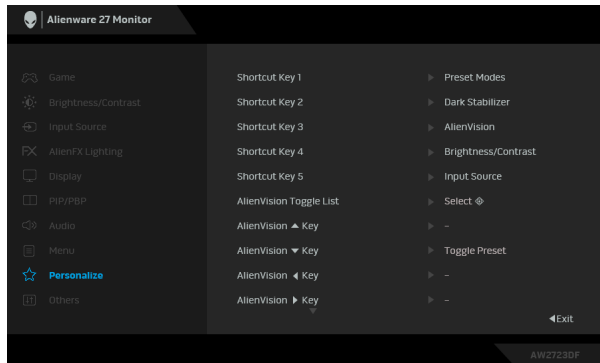 Alienware 27 Monitor
Game
Brightness/Contrast
Input Source
FX AlienFX Lighting
Display
PIP/PBP
Audio
Menu
Personalize
Others
Shortcut Key 1 Preset Modes
Shortcut Key 2 Dark Stabilizer
Shortcut Key 3 AlienVision
Shortcut Key 4 Brightness/Contrast
Shortcut Key 5 Input Source
AlienVision Toggle List Select
AlienVision ▲ Key –
AlienVision ▼ Key Toggle Preset
AlienVision ◀ Key –
AlienVision ▶ Key –
◀Exit
AW2723DF